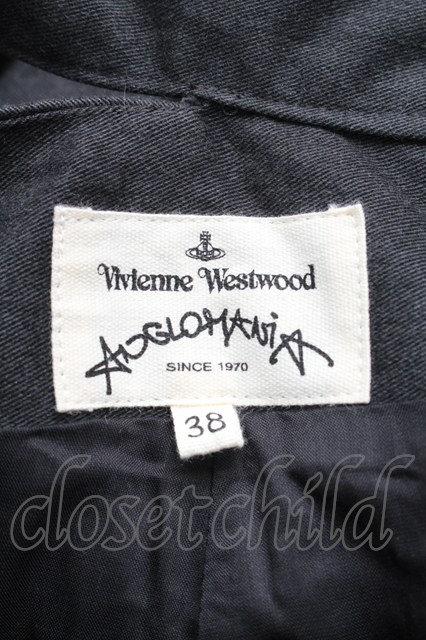 Vivienne Westwood
ANGLOMANIA
SINCE 1970
38
closetchild